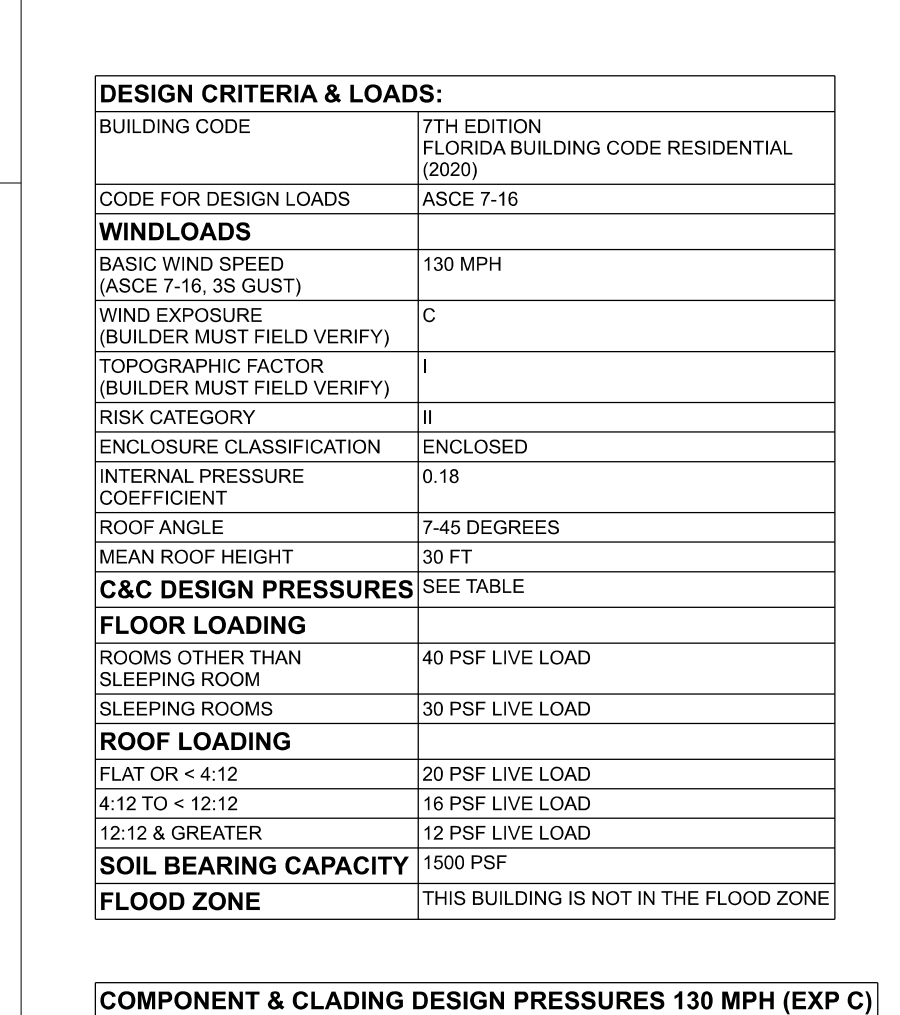 DESIGN CRITERIA & LOADS:
BUILDING CODE
7TH EDITION
FLORIDA BUILDING CODE RESIDENTIAL
(2020)
CODE FOR DESIGN LOADS
ASCE 7-16
WINDLOADS
BASIC WIND SPEED
(ASCE 7-16, 3S GUST)
130 MPH
WIND EXPOSURE
(BUILDER MUST FIELD VERIFY)
C
TOPOGRAPHIC FACTOR
(BUILDER MUST FIELD VERIFY)
I
RISK CATEGORY
II
ENCLOSURE CLASSIFICATION
ENCLOSED
INTERNAL PRESSURE
COEFFICIENT
0.18
ROOF ANGLE
7-45 DEGREES
MEAN ROOF HEIGHT
30 FT
C&C DESIGN PRESSURES
SEE TABLE
FLOOR LOADING
ROOMS OTHER THAN
SLEEPING ROOM
40 PSF LIVE LOAD
SLEEPING ROOMS
30 PSF LIVE LOAD
ROOF LOADING
FLAT OR < 4:12
20 PSF LIVE LOAD
4:12 TO < 12:12
16 PSF LIVE LOAD
12:12 & GREATER
12 PSF LIVE LOAD
SOIL BEARING CAPACITY
1500 PSF
FLOOD ZONE
THIS BUILDING IS NOT IN THE FLOOD ZONE
COMPONENT & CLADING DESIGN PRESSURES 130 MPH (EXP C)